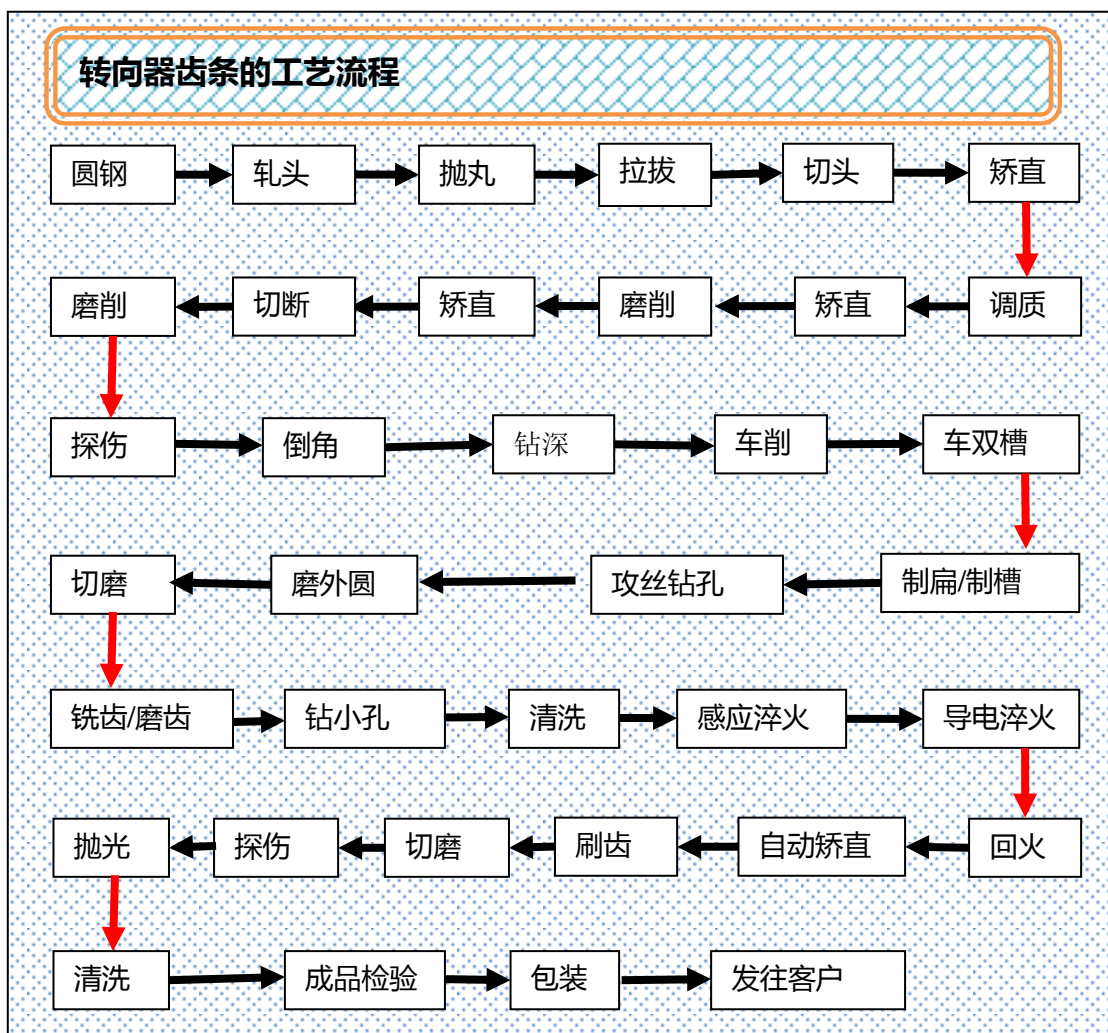 转向器齿条的工艺流程
圆钢 轧头 抛丸 拉拔 切头 矫直
磨削 切断 矫直 磨削 矫直 调质
探伤 倒角 钻深 车削 车双槽
切磨 磨外圆 攻丝钻孔 制扁/制槽
铣齿/磨齿 钻小孔 清洗 感应淬火 导电淬火
抛光 探伤 切磨 刷齿 自动矫直 回火
清洗 成品检验 包装 发往客户